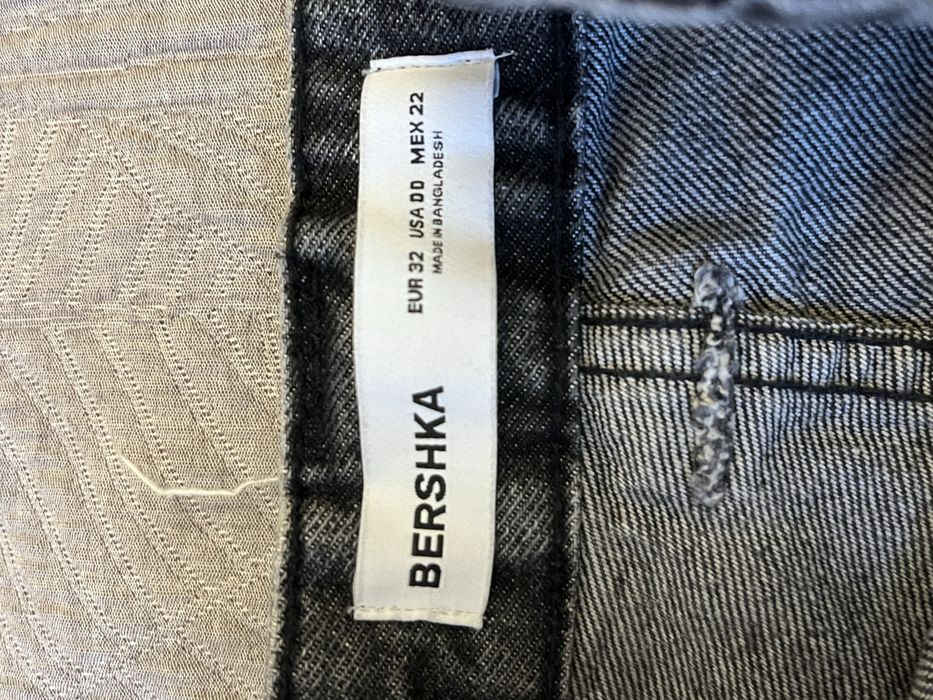 BERSHKA
EUR 32 USA 00 MEX 22
MADE IN BANGLADESH